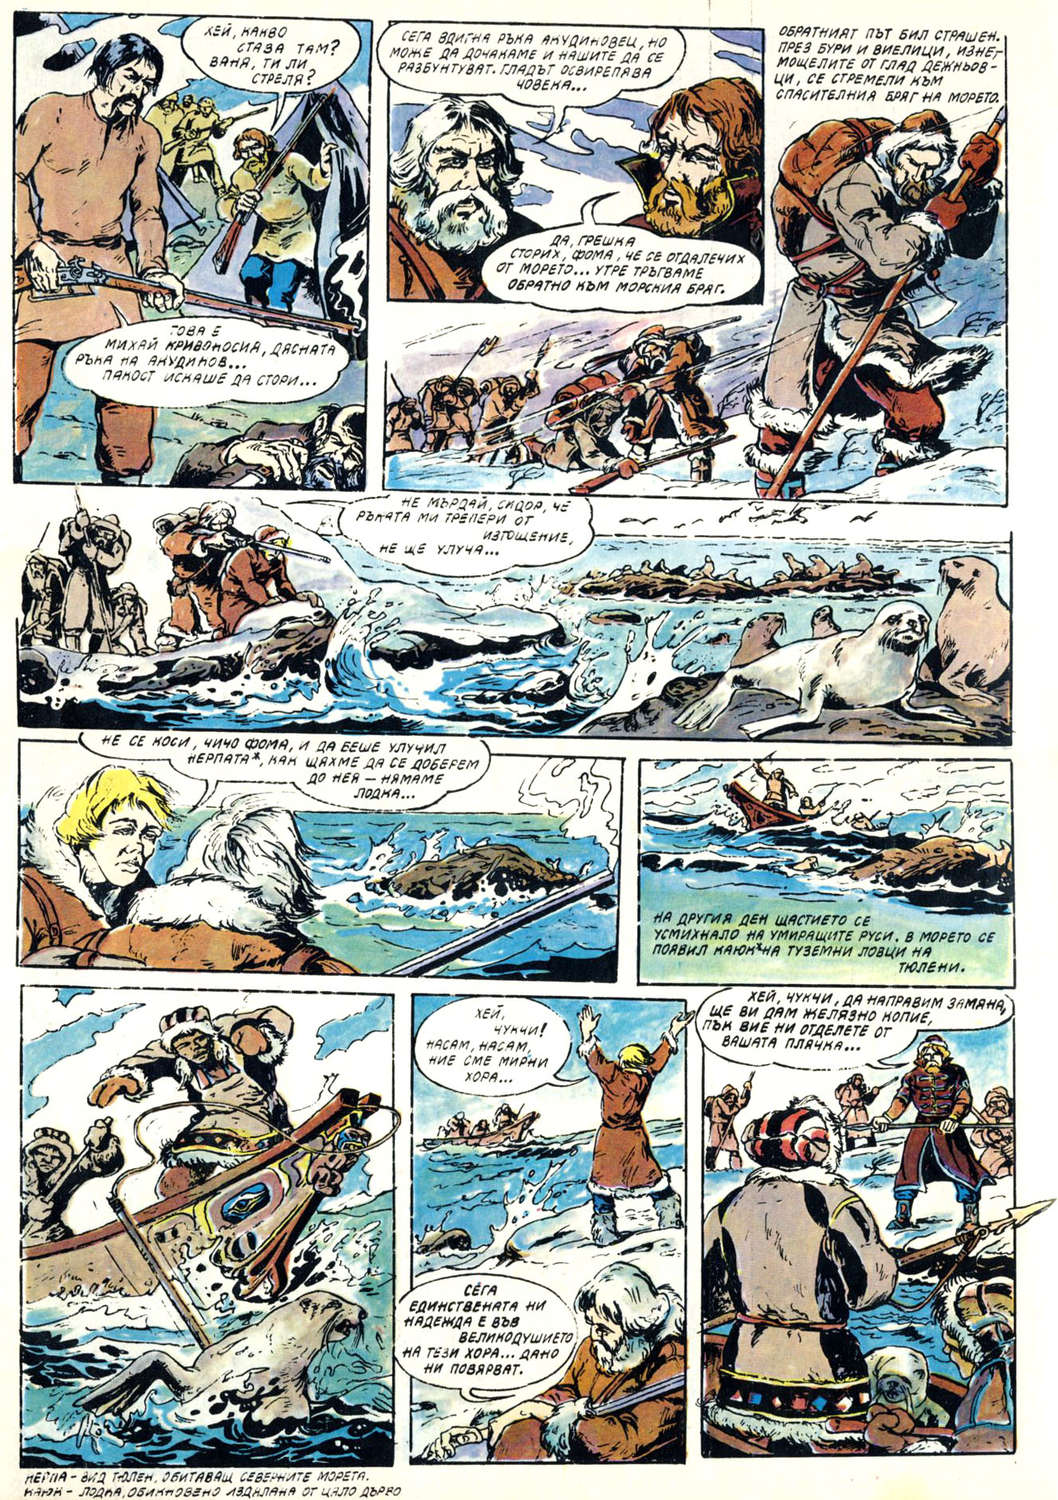 ХЕЙ, КАКВО
СТАВА ТАМ?
ВАНЯ, ТИ ЛИ
СТРЕЛЯ?
ТОВА Е
МИХАЙ КРИВОНОСИЯ, ДЯСНАТА
РЪКА НА АКУДИНОВ...
ПАКОСТ ИСКАШЕ ДА СТОРИ...
СЕГА ВДИГНА РЪКА АКУДИНОВЕЦ, НО
МОЖЕ ДА ДОЧАКАМЕ И НАШИТЕ ДА СЕ
РАЗБУНТУВАТ. ГЛАДЪТ ОСВИРЕПЯВА
ЧОВЕКА...
ДА, ГРЕШКА
СТОРИХ, ФОМА, ЧЕ СЕ ОТДАЛЕЧИХ
ОТ МОРЕТО... УТРЕ ТРЪГВАМЕ
ОБРАТНО КЪМ МОРСКИЯ БРЯГ.
ОБРАТНИЯТ ПЪТ БИЛ СТРАШЕН.
ПРЕЗ БУРИ И ВИЕЛИЦИ, ИЗНЕ-
МОЩЕЛИТЕ ОТ ГЛАД ДЕЖНЬОВ-
ЦИ, СЕ СТРЕМЕЛИ КЪМ
СПАСИТЕЛНИЯ БРЯГ НА МОРЕТО.
НЕ МЪРДАЙ, СИДОР, ЧЕ
РЪКАТА МИ ТРЕПЕРИ ОТ
ИЗТОЩЕНИЕ,
НЕ ЩЕ УЛУЧА...
НЕ СЕ КОСИ, ЧИЧО ФОМА, И ДА БЕШЕ УЛУЧИЛ
НЕРПАТА*, КАК ЩЯХМЕ ДА СЕ ДОБЕРЕМ
ДО НЕЯ – НЯМАМЕ
ЛОДКА...
НА ДРУГИЯ ДЕН ЩАСТИЕТО СЕ
УСМИХНАЛО НА УМИРАЩИТЕ РУСИ. В МОРЕТО СЕ
ПОЯВИЛ КАЮК* НА ТУЗЕМНИ ЛОВЦИ НА
ТЮЛЕНИ.
ХЕЙ,
ЧУКЧИ!
НАСАМ, НАСАМ,
НИЕ СМЕ МИРНИ
ХОРА...
СЕГА
ЕДИНСТВЕНАТА НИ
НАДЕЖДА Е ВЪВ
ВЕЛИКОДУШИЕТО
НА ТЕЗИ ХОРА... ДАНО
НИ ПОВЯРВАТ.
ХЕЙ, ЧУКЧИ, ДА НАПРАВИМ ЗАМЯНА,
ЩЕ ВИ ДАМ ЖЕЛЯЗНО КОПИЕ,
ПЪК ВИЕ НИ ОТДЕЛЕТЕ ОТ
ВАШАТА ПЛЯЧКА...
НЕРПА – ВИД ТЮЛЕН, ОБИТАВАЩ СЕВЕРНИТЕ МОРЕТА.
КАЮК – ЛОДКА, ОБИКНОВЕНО ИЗДЯЛАНА ОТ ЦЯЛО ДЪРВО